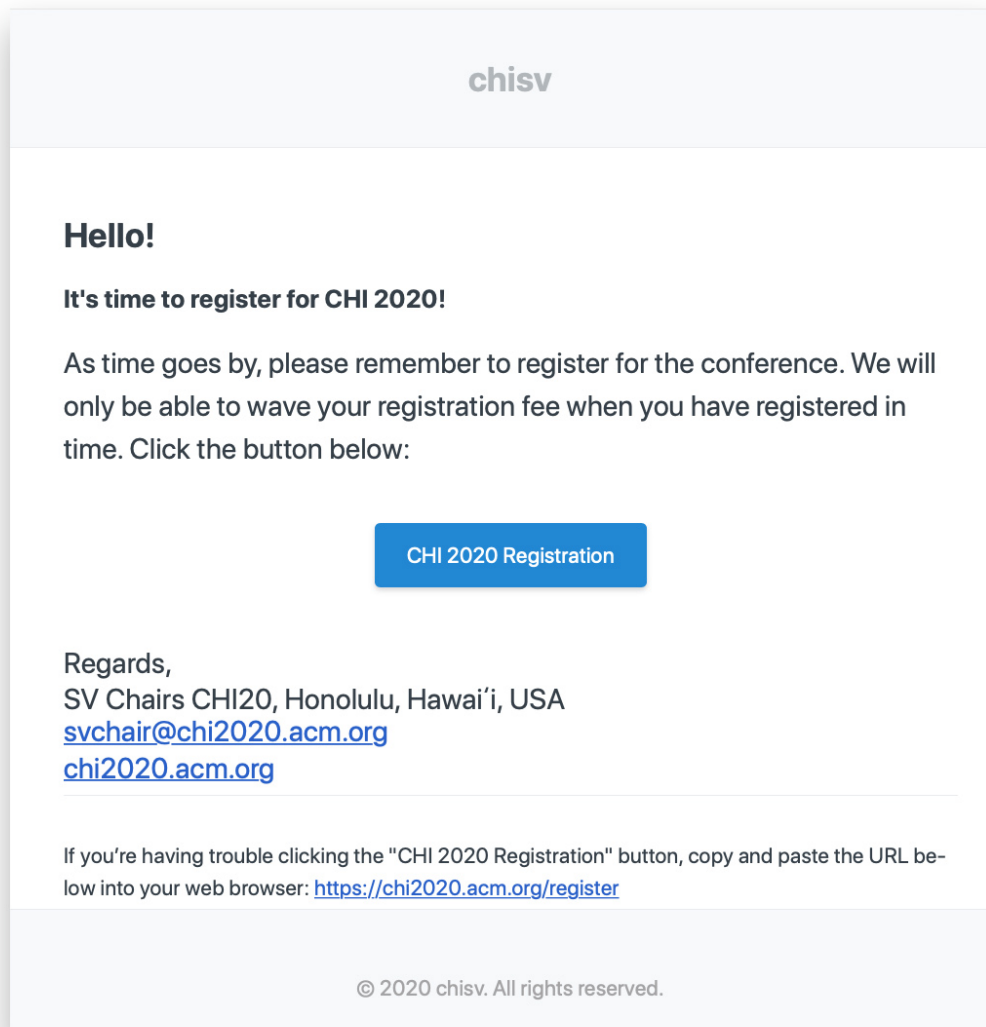 chisv
Hello!
It's time to register for CHI 2020!
As time goes by, please remember to register for the conference. We will
only be able to wave your registration fee when you have registered in
time. Click the button below:
CHI 2020 Registration
Regards,
SV Chairs CHI20, Honolulu, Hawaiʻi, USA
svchair@chi2020.acm.org
chi2020.acm.org
If you’re having trouble clicking the "CHI 2020 Registration" button, copy and paste the URL be-
low into your web browser: https://chi2020.acm.org/register
© 2020 chisv. All rights reserved.